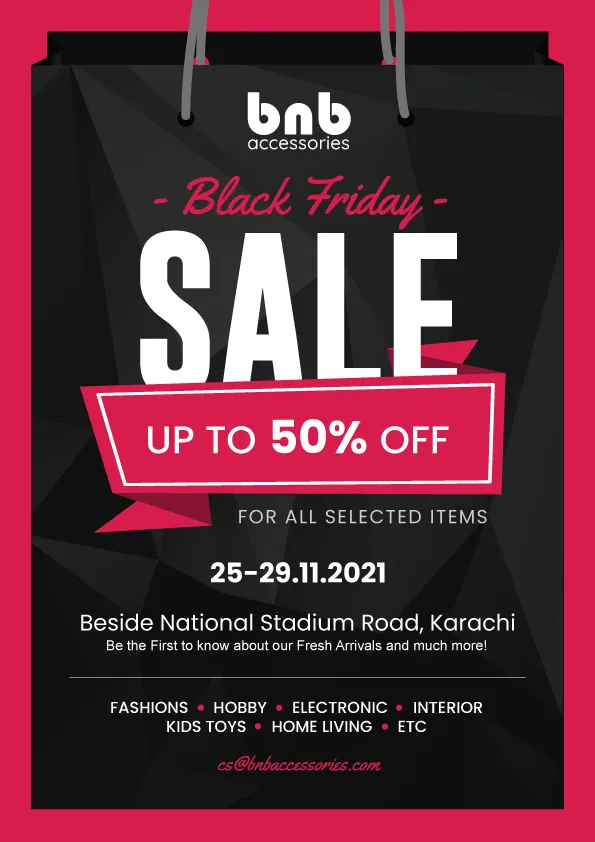 bnb
accessories
- Black Friday -
SALE
UP TO 50% OFF
FOR ALL SELECTED ITEMS
25-29.11.2021
Beside National Stadium Road, Karachi
Be the First to know about our Fresh Arrivals and much more!
FASHIONS • HOBBY • ELECTRONIC • INTERIOR
KIDS TOYS • HOME LIVING • ETC
cs@bnbaccessories.com